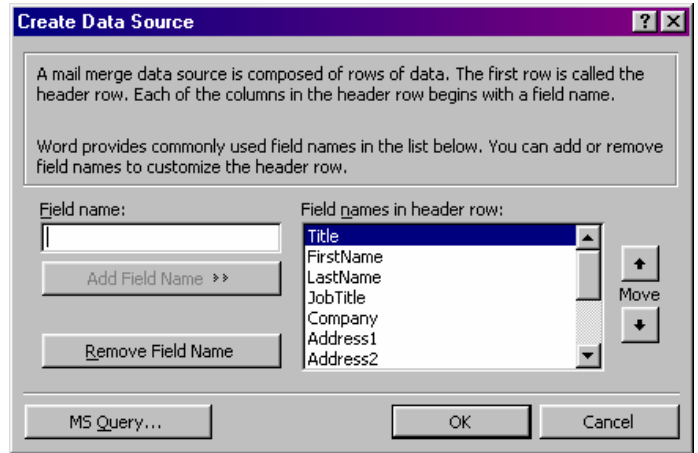 Create Data Source
A mail merge data source is composed of rows of data. The first row is called the
header row. Each of the columns in the header row begins with a field name.
Word provides commonly used field names in the list below. You can add or remove
field names to customize the header row.
Field name:
Add Field Name >>
Remove Field Name
Field names in header row:
Title
FirstName
LastName
JobTitle
Company
Address1
Address2
Move
MS Query...
OK
Cancel